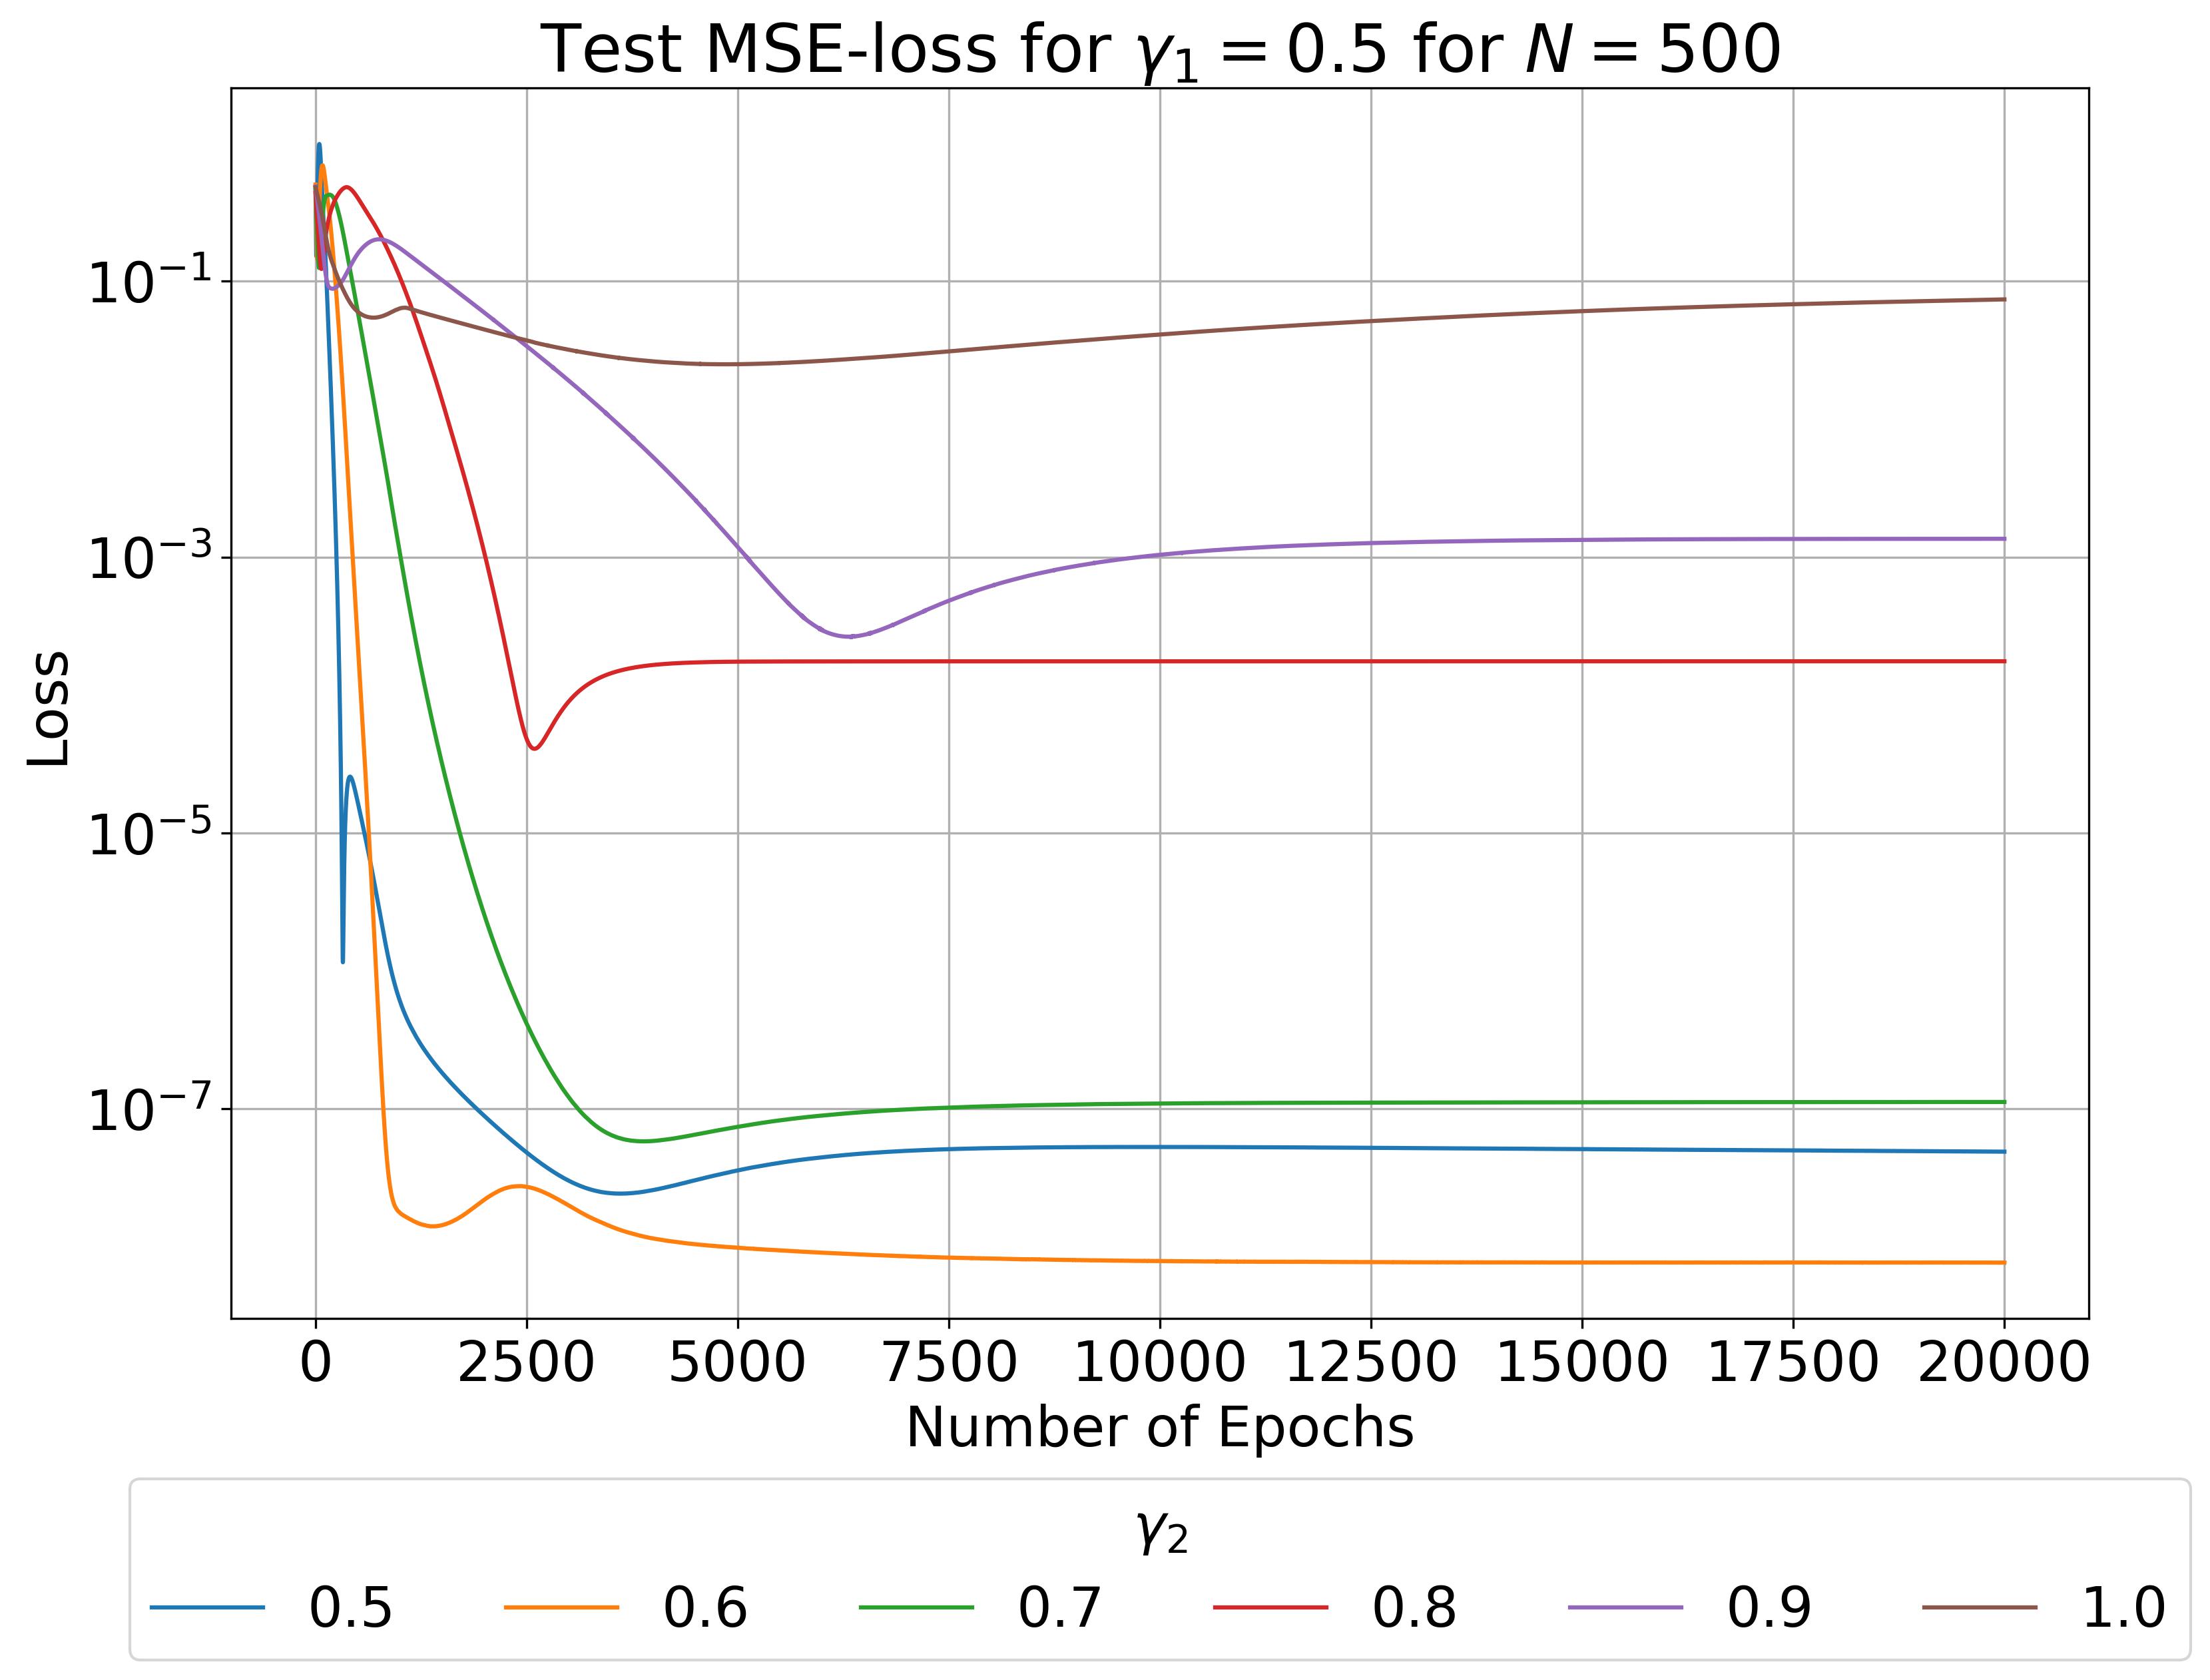 Test MSE-loss for γ₁ = 0.5 for N = 500
10⁻¹
10⁻³
10⁻⁵
10⁻⁷
Loss
0 2500 5000 7500 10000 12500 15000 17500 20000
Number of Epochs
γ₂
0.5 0.6 0.7 0.8 0.9 1.0